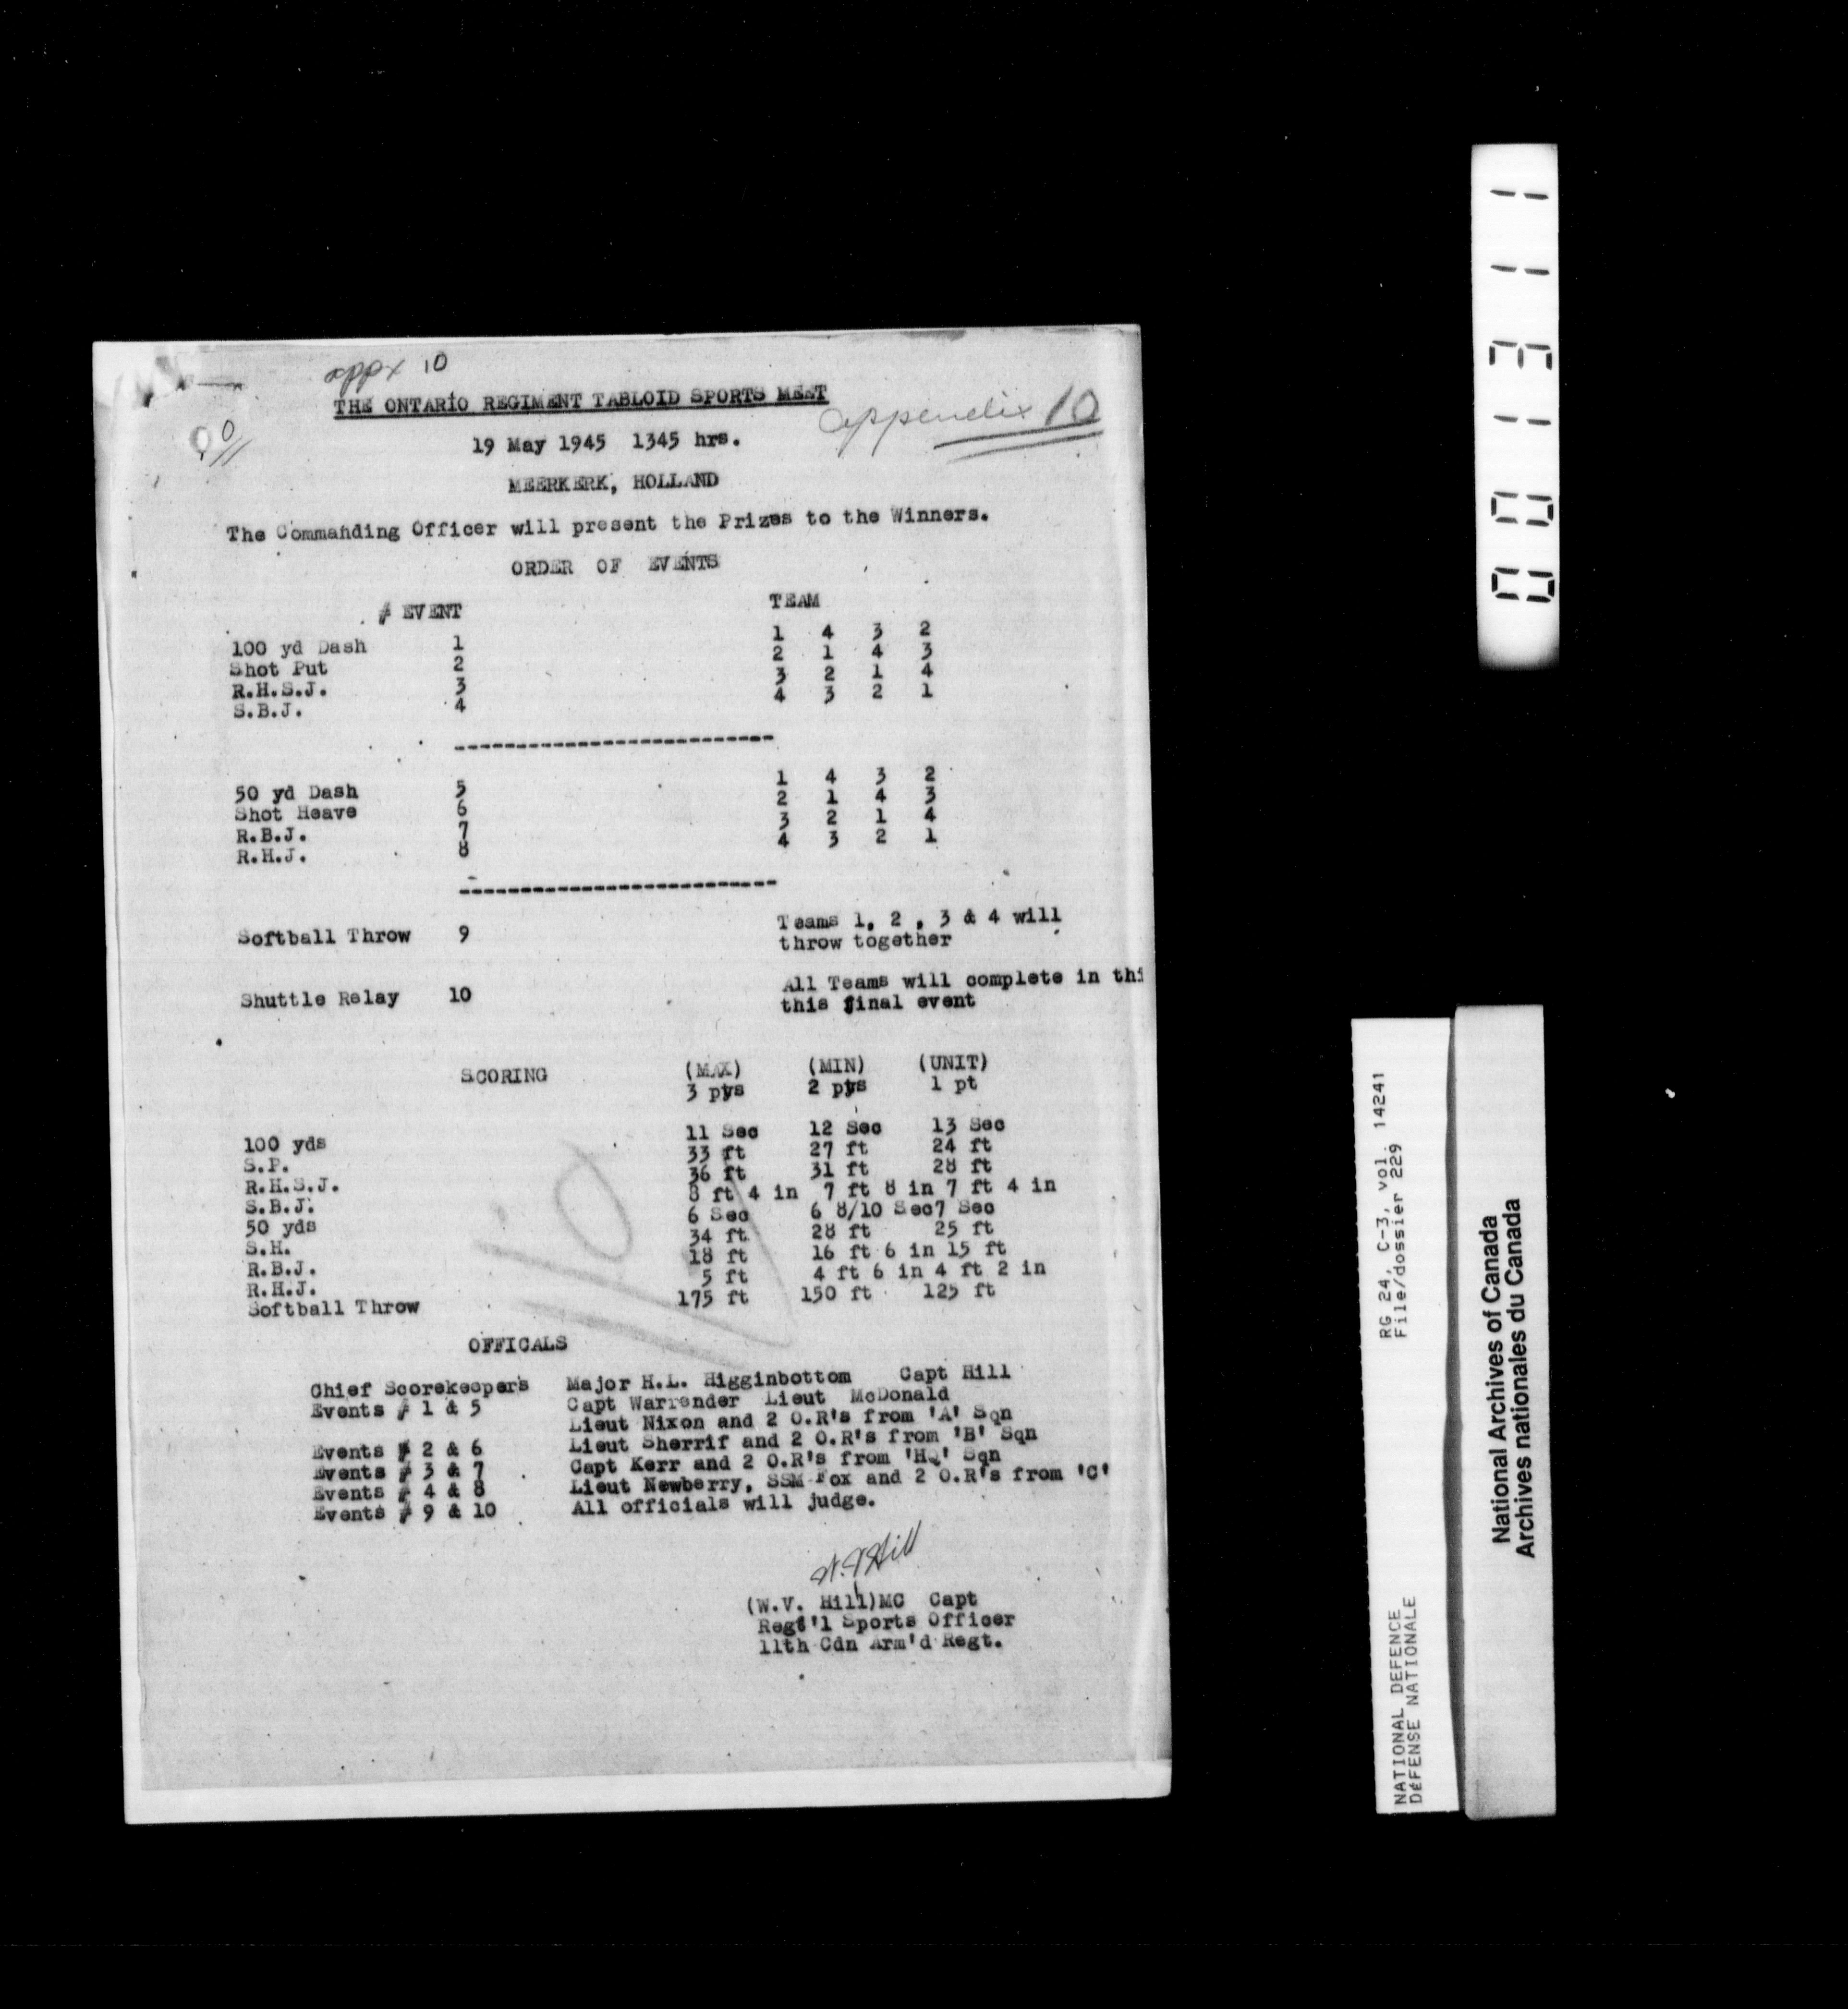 appx 10
THE ONTARIO REGIMENT TABLOID SPORTS MEET
appendix 10
19 May 1945 1345 hrs.
MEERKERK, HOLLAND
The Commanding Officer will present the Prizes to the Winners.
ORDER OF EVENTS
# EVENT TEAM
100 yd Dash 1 1 4 3 2
Shot Put 2 2 1 4 3
R.H.S.J. 3 3 2 1 4
S.B.J. 4 4 3 2 1
---------------------------
50 yd Dash 5 1 4 3 2
Shot Heave 6 2 1 4 3
R.B.J. 7 3 2 1 4
R.H.J. 8 4 3 2 1
---------------------------
Softball Throw 9 Teams 1, 2 , 3 & 4 will
throw together
Shuttle Relay 10 All Teams will complete in thi
this final event
SCORING (MAX) (MIN) (UNIT)
3 pts 2 pts 1 pt
100 yds 11 Sec 12 Sec 13 Sec
S.P. 33 ft 27 ft 24 ft
R.H.S.J. 36 ft 31 ft 28 ft
S.B.J. 8 ft 4 in 7 ft 8 in 7 ft 4 in
50 yds 6 Sec 6 8/10 Sec7 Sec
S.H. 34 ft 28 ft 25 ft
R.B.J. 18 ft 16 ft 6 in 15 ft
R.H.J. 5 ft 4 ft 6 in 4 ft 2 in
Softball Throw 175 ft 150 ft 125 ft
OFFICALS
Chief Scorekeepers Major H.L. Higginbottom Capt Hill
Events # 1 & 5 Capt Warrender Lieut McDonald
Lieut Nixon and 2 O.R's from 'A' Sqn
Events # 2 & 6 Lieut Sherrif and 2 O.R's from 'B' Sqn
Events # 3 & 7 Capt Kerr and 2 O.R's from 'HQ' Sqn
Events # 4 & 8 Lieut Newberry, SSM Fox and 2 O.R's from 'C'
Events # 9 & 10 All officials will judge.
W.V Hill
(W.V. Hill)MC Capt
Regt'l Sports Officer
11th Cdn Arm'd Regt.
001311
RG 24, C-3, vol. 14241
File/dossier 229
NATIONAL DEFENCE
DÉFENSE NATIONALE
National Archives of Canada
Archives nationales du Canada